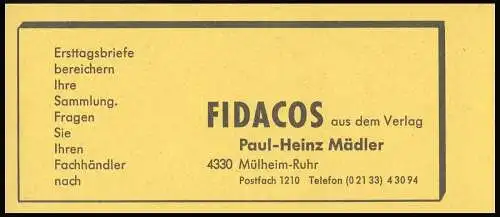 Ersttagsbriefe
bereichern
Ihre
Sammlung.
Fragen
Sie
Ihren
Fachhändler
nach
FIDACOS aus dem Verlag
Paul-Heinz Mädler
4330 Mülheim-Ruhr
Postfach 1210 Telefon (0 21 33) 4 30 94